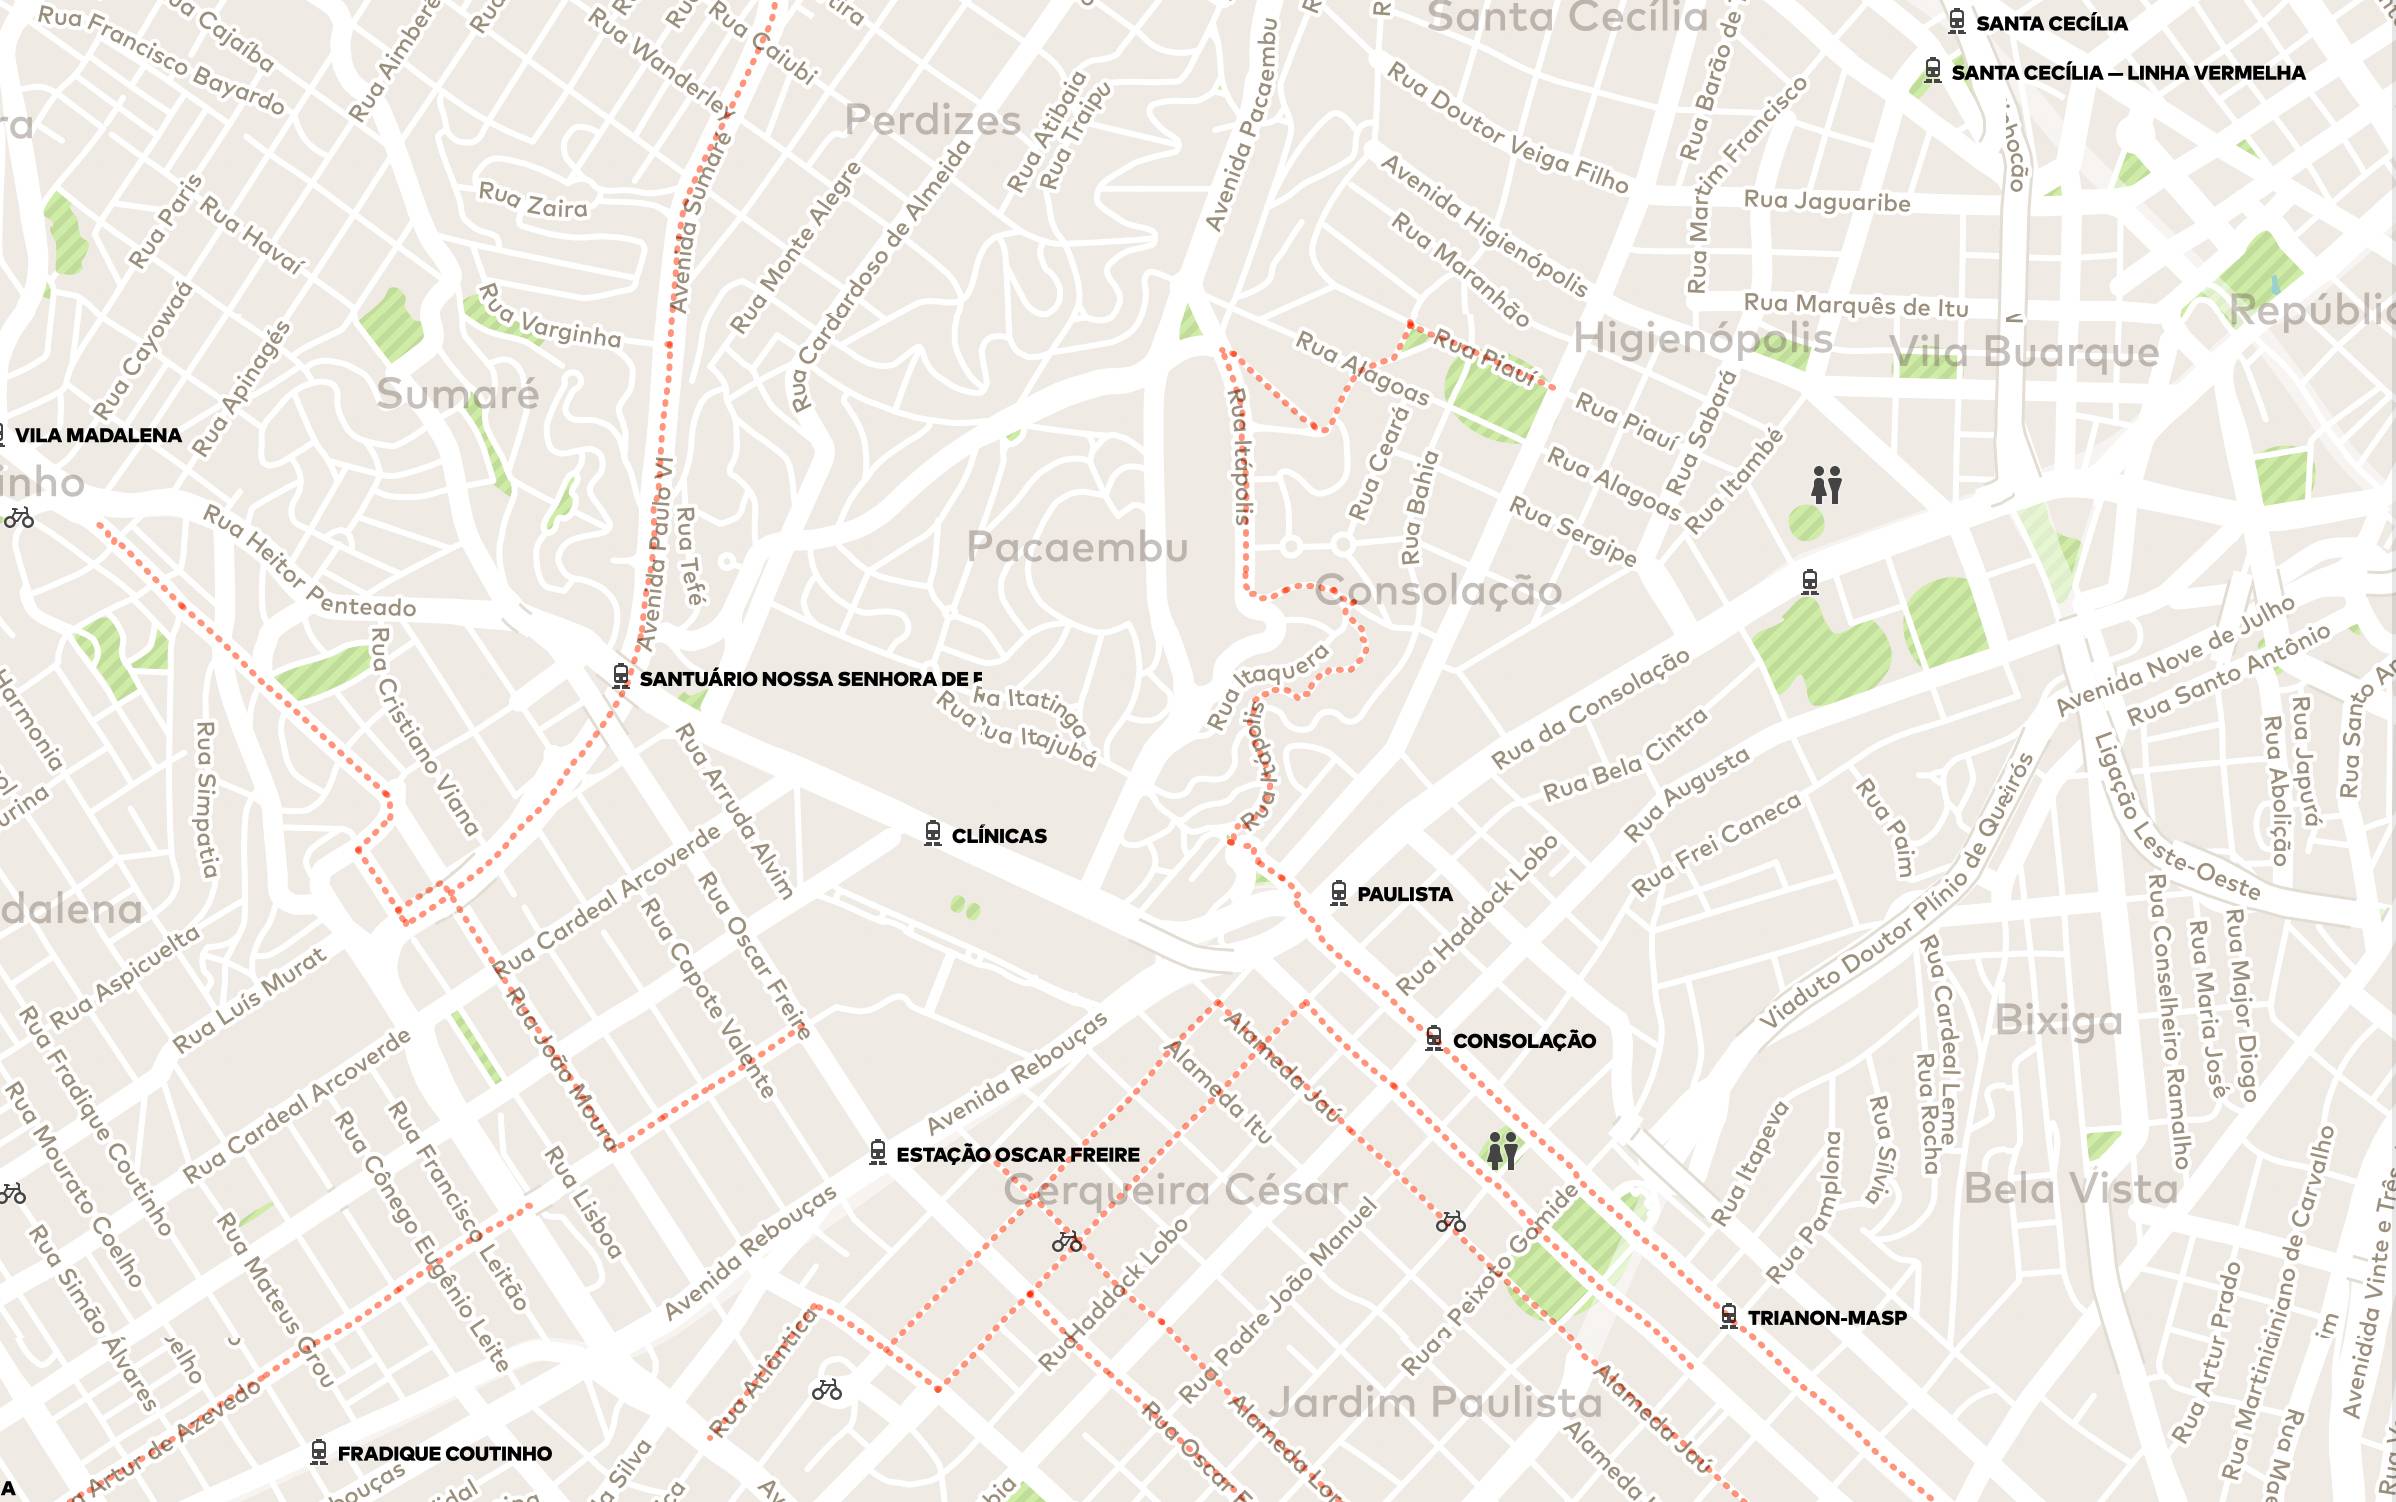 Santa Cecília
SANTA CECÍLIA
SANTA CECÍLIA — LINHA VERMELHA
Rua Francisco Bayardo
Rua Aimberê
Rua Wanderley
Rua Caiubi
Perdizes
Rua Atibaia
Rua Traipu
Avenida Pacaembu
Rua Doutor Veiga Filho
Rua Barão de
Rua Martim Francisco
Rua Jaguaribe
Avenida Higienópolis
Rua Maranhão
Rua Zaira
Avenida Sumaré
Rua Monte Alegre
Rua Cardardoso de Almeida
Rua Paris
Rua Havaí
Rua Cayowaá
Rua Apinagés
Rua Varginha
Sumaré
Rua Marquês de Itu
Higienópolis
Vila Buarque
Rua Piauí
Rua Alagoas
Rua Piauí
Rua Alagoas
Rua Sabará
Rua Itambé
Rua Ceará
Rua Bahia
Rua Sergipe
Rua Itápolis
VILA MADALENA
Rua Heitor Penteado
Avenida Paulo VI
Rua Tefé
Pacaembu
Consolação
Rua Itaquera
Rua Itápolis
Rua da Consolação
Rua Bela Cintra
Rua Augusta
Rua Frei Caneca
Rua Paim
Avenida Nove de Julho
Rua Santo Antônio
Rua Japurá
Rua Abolição
Ligação Leste-Oeste
Viaduto Doutor Plínio de Queirós
SANTUÁRIO NOSSA SENHORA DE F
Rua Itajubá
Rua Cristiano Viana
Rua Simpatia
Rua Arruda Alvim
Rua Cardeal Arcoverde
Rua Oscar Freire
Rua Capote Valente
CLÍNICAS
PAULISTA
Rua Haddock Lobo
CONSOLAÇÃO
Rua Aspicuelta
Rua Luís Murat
Rua João Moura
Rua Fradique Coutinho
Rua Mourato Coelho
Rua Cardeal Arcoverde
Rua Cônego Eugênio Leite
Rua Francisco Leitão
Rua Lisboa
Avenida Rebouças
Alameda Jaú
Alameda Itu
ESTAÇÃO OSCAR FREIRE
Cerqueira César
Avenida Rebouças
Rua Haddock Lobo
Rua Padre João Manuel
Rua Peixoto Gomide
Rua Cardeal Leme
Rua Rocha
Rua Sílvia
Rua Itapeva
Rua Pamplona
Bixiga
Rua Conselheiro Ramalho
Rua Maria José
Rua Major Diogo
Bela Vista
TRIANON-MASP
Rua Simão Álvares
Rua Mateus Grou
Rua Atlântica
Jardim Paulista
Alameda Jaú
Rua Artur Prado
Rua Martiniainiano de Carvalho
Avenida Vinte e Três
FRADIQUE COUTINHO
Artur de Azevedo
Rua Oscar F
Alameda Lor
Alameda